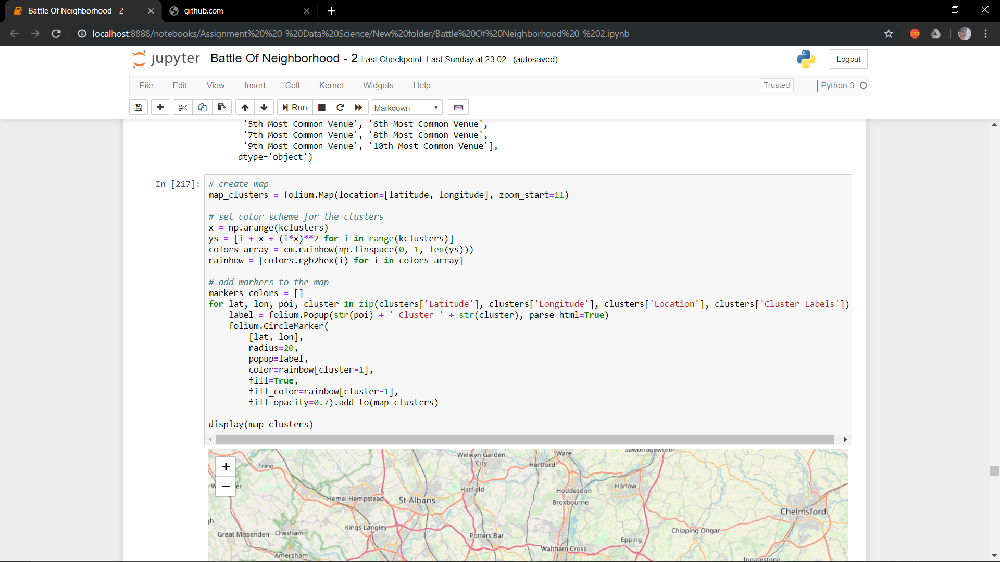 Battle Of Neighborhood - 2
github.com
localhost:8888/notebooks/Assignment%20%20-%20Data%20Science/New%20folder/Battle%20Of%20Neighborhood%20-%202.ipynb
jupyter Battle Of Neighborhood - 2 Last Checkpoint: Last Sunday at 23:02 (autosaved)
Logout
File Edit View Insert Cell Kernel Widgets Help
Trusted
Python 3
Run
Markdown
'5th Most Common Venue', '6th Most Common Venue',
'7th Most Common Venue', '8th Most Common Venue',
'9th Most Common Venue', '10th Most Common Venue'],
dtype='object')
In [217]:
# create map
map_clusters = folium.Map(location=[latitude, longitude], zoom_start=11)
# set color scheme for the clusters
x = np.arange(kclusters)
ys = [i + x + (i*x)**2 for i in range(kclusters)]
colors_array = cm.rainbow(np.linspace(0, 1, len(ys)))
rainbow = [colors.rgb2hex(i) for i in colors_array]
# add markers to the map
markers_colors = []
for lat, lon, poi, cluster in zip(clusters['Latitude'], clusters['Longitude'], clusters['Location'], clusters['Cluster Labels'])
    label = folium.Popup(str(poi) + ' Cluster ' + str(cluster), parse_html=True)
    folium.CircleMarker(
        [lat, lon],
        radius=20,
        popup=label,
        color=rainbow[cluster-1],
        fill=True,
        fill_color=rainbow[cluster-1],
        fill_opacity=0.7).add_to(map_clusters)
display(map_clusters)
+
−
Sawbridgeworth
Welwyn Garden
City
Ware
Hertford
Tring
Hatfield
Hoddesdon
Harlow
Hemel Hempstead
St Albans
Broxbourne
Chelmsford
Kings Langley
Great Missenden
Chesham
Potters Bar
Chipping Ongar
Epping
Waltham Cross
Amersham
Ingatestone